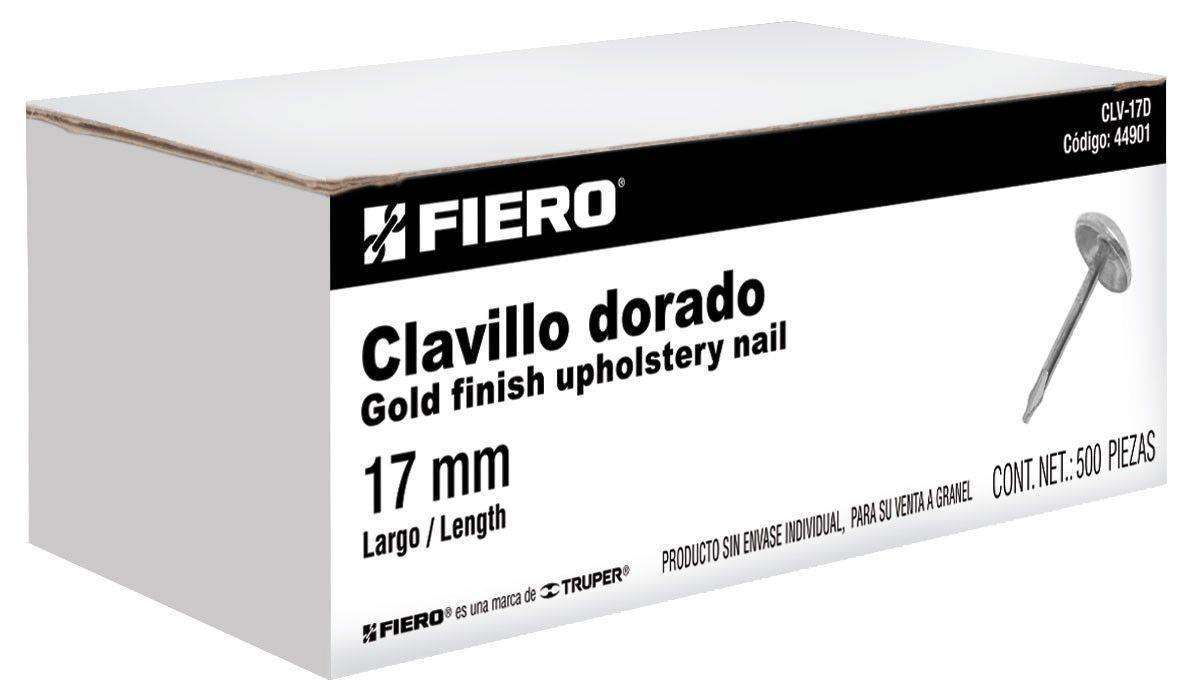 CLV-17D
Código: 44901
FIERO®
Clavillo dorado
Gold finish upholstery nail
17 mm
Largo / Length
CONT. NET.: 500 PIEZAS
PRODUCTO SIN ENVASE INDIVIDUAL, PARA SU VENTA A GRANEL
FIERO® es una marca de TRUPER®